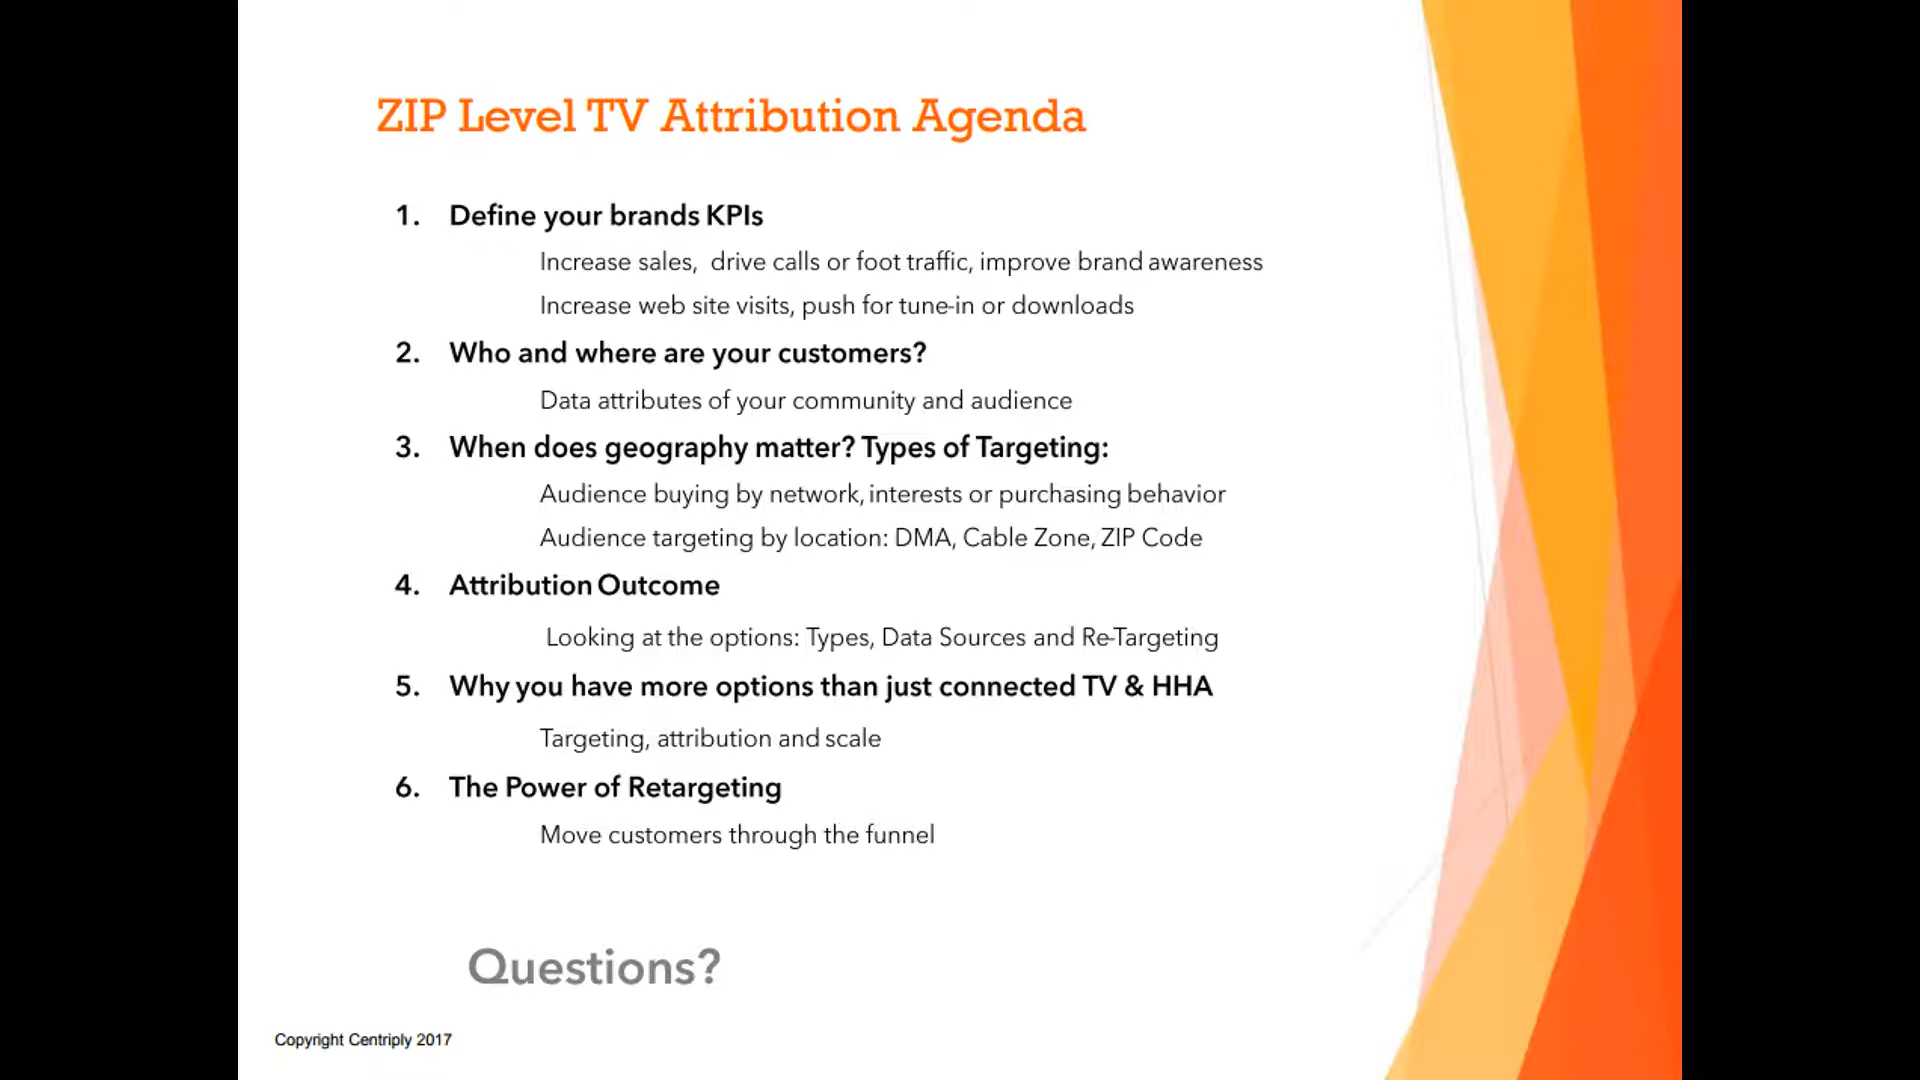 ZIP Level TV Attribution Agenda
1. Define your brands KPIs
Increase sales, drive calls or foot traffic, improve brand awareness
Increase web site visits, push for tune-in or downloads
2. Who and where are your customers?
Data attributes of your community and audience
3. When does geography matter? Types of Targeting:
Audience buying by network, interests or purchasing behavior
Audience targeting by location: DMA, Cable Zone, ZIP Code
4. Attribution Outcome
Looking at the options: Types, Data Sources and Re-Targeting
5. Why you have more options than just connected TV & HHA
Targeting, attribution and scale
6. The Power of Retargeting
Move customers through the funnel
Questions?
Copyright Centriply 2017